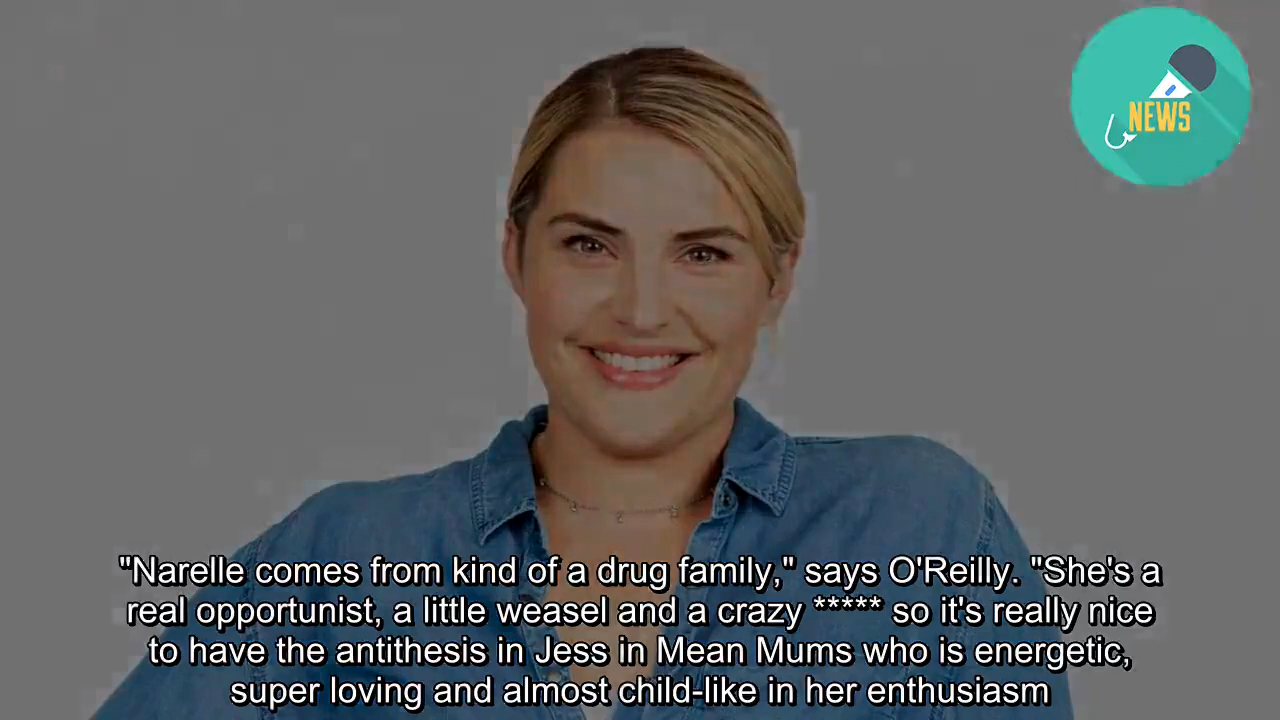 NEWS
"Narelle comes from kind of a drug family," says O'Reilly. "She's a
real opportunist, a little weasel and a crazy ***** so it's really nice
to have the antithesis in Jess in Mean Mums who is energetic,
super loving and almost child-like in her enthusiasm